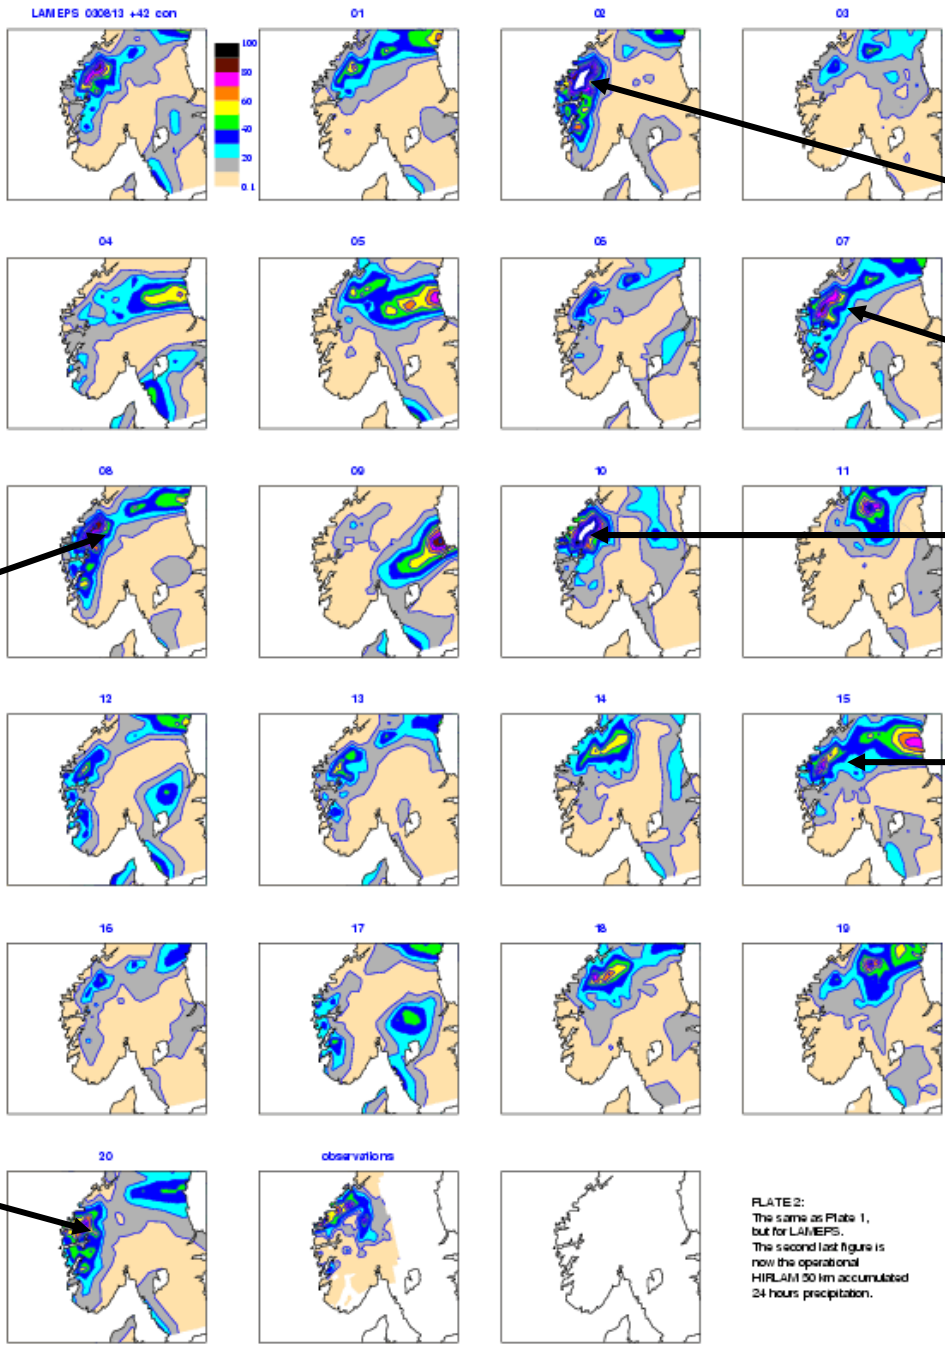 LAMEPS 030813 +42 con
01
02
03
100
80
60
40
20
0.1
04
05
06
07
08
09
10
11
12
13
14
15
16
17
18
19
20
observations
PLATE 2:
The same as Plate 1,
but for LAMEPS.
The second last figure is
now the operational
HIRLAM 50 km accumulated
24 hours precipitation.